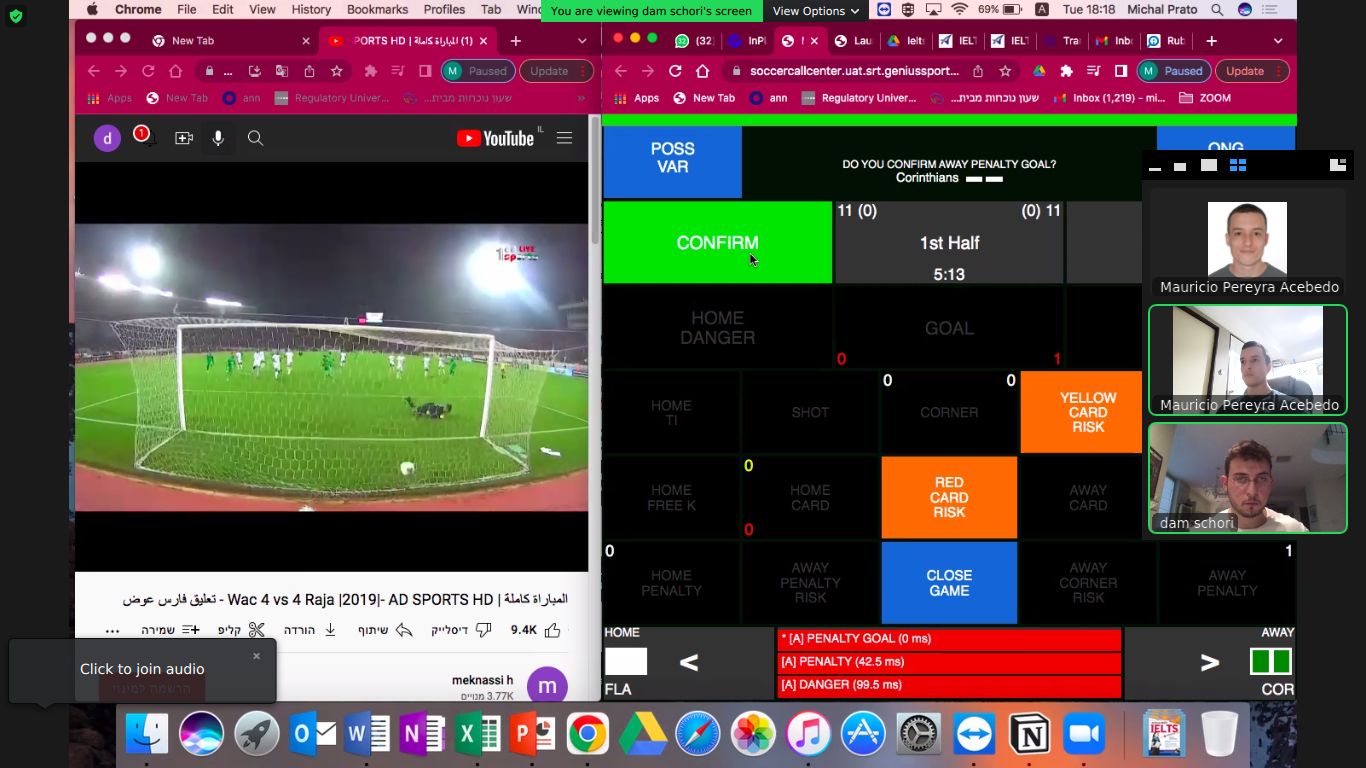 You are viewing dam schori's screen
View Options
Chrome File Edit View History Bookmarks Profiles Tab
69%
A
Tue 18:18
Michal Prato
New Tab
المباراة كاملة | (1)
SPORTS HD
(32)
InPl
Lau
Ielts
IELT
IELT
Trai
Inbo
Rub
M Paused
Update
soccercallcenter.uat.srt.geniussport...
M Paused
Update
Apps
New Tab
ann
Regulatory Univer...
שעון נוכחות מבית...
»
Apps
New Tab
ann
Regulatory Univer...
שעון נוכחות מבית...
Inbox (1,219) – mi...
ZOOM
d
1
YouTube IL
LIVE
POSS VAR
DO YOU CONFIRM AWAY PENALTY GOAL?
Corinthians
CONFIRM
11 (0)
(0) 11
1st Half
5:13
HOME DANGER
GOAL
0
1
HOME TI
SHOT
0
0
CORNER
YELLOW CARD RISK
HOME FREE K
0
HOME CARD
0
RED CARD RISK
AWAY CARD
0
HOME PENALTY
AWAY PENALTY RISK
CLOSE GAME
AWAY CORNER RISK
1
AWAY PENALTY
HOME
FLA
<
* [A] PENALTY GOAL (0 ms)
[A] PENALTY (42.5 ms)
[A] DANGER (99.5 ms)
>
AWAY
COR
Mauricio Pereyra Acebedo
Mauricio Pereyra Acebedo
dam schori
المباراة كاملة | Wac 4 vs 4 Raja |2019|- AD SPORTS HD - تعليق فارس عوض
9.4K
דיסלייק
שיתוף
הורדה
קליפ
שמירה
meknassi h
3.77K מנויים
m
Click to join audio
×